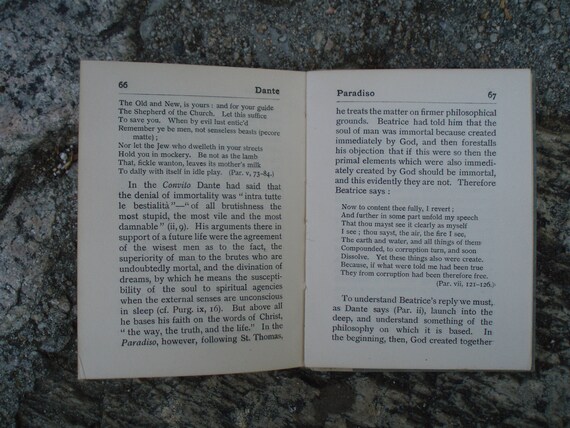 66
Dante
The Old and New, is yours: and for your guide
The Shepherd of the Church. Let this suffice
To save you. When by evil lust entic'd
Remember ye be men, not senseless beasts (pecore
matte);
Nor let the Jew who dwelleth in your streets
Hold you in mockery. Be not as the lamb
That, fickle wanton, leaves its mother's milk
To dally with itself in idle play. (Par. v, 73-84.)
In the Convito Dante had said that
the denial of immortality was "intra tutte
le bestialità"—"of all brutishness the
most stupid, the most vile and the most
damnable" (ii, 9). His arguments there in
support of a future life were the agreement
of the wisest men as to the fact, the
superiority of man to the brutes who are
undoubtedly mortal, and the divination of
dreams, by which he means the suscepti-
bility of the soul to spiritual agencies
when the external senses are unconscious
in sleep (cf. Purg. ix, 16). But above all
he bases his faith on the words of Christ,
"the way, the truth, and the life." In the
Paradiso, however, following St. Thomas,
Paradiso
67
he treats the matter on firmer philosophical
grounds. Beatrice had told him that the
soul of man was immortal because created
immediately by God, and then forestalls
his objection that if this were so then the
primal elements which were also immedi-
ately created by God should be immortal,
and this evidently they are not. Therefore
Beatrice says:
Now to content thee fully, I revert;
And further in some part unfold my speech
That thou mayst see it clearly as myself
I see; thou sayst, the air, the fire I see,
The earth and water, and all things of them
Compounded, to corruption turn, and soon
Dissolve. Yet these things also were create.
Because, if what were told me had been true
They from corruption had been therefore free.
(Par. vii, 121-126.)
To understand Beatrice's reply we must,
as Dante says (Par. ii), launch into the
deep, and understand something of the
philosophy on which it is based. In
the beginning, then, God created together